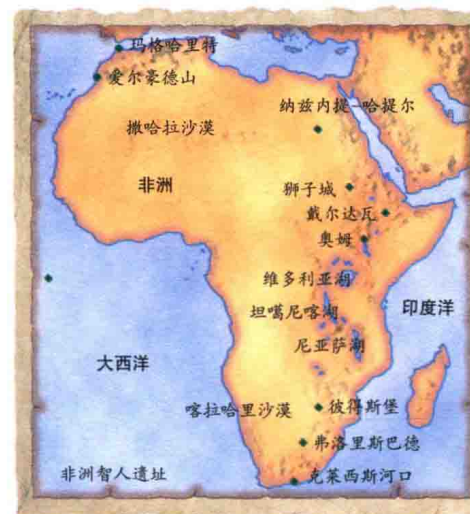 玛格哈里特
爱尔豪德山
纳兹内提-哈提尔
撒哈拉沙漠
非洲
狮子城
戴尔达瓦
奥姆
维多利亚湖
坦噶尼喀湖
印度洋
尼亚萨湖
大西洋
喀拉哈里沙漠
彼得斯堡
弗洛里斯巴德
非洲智人遗址
克莱西斯河口